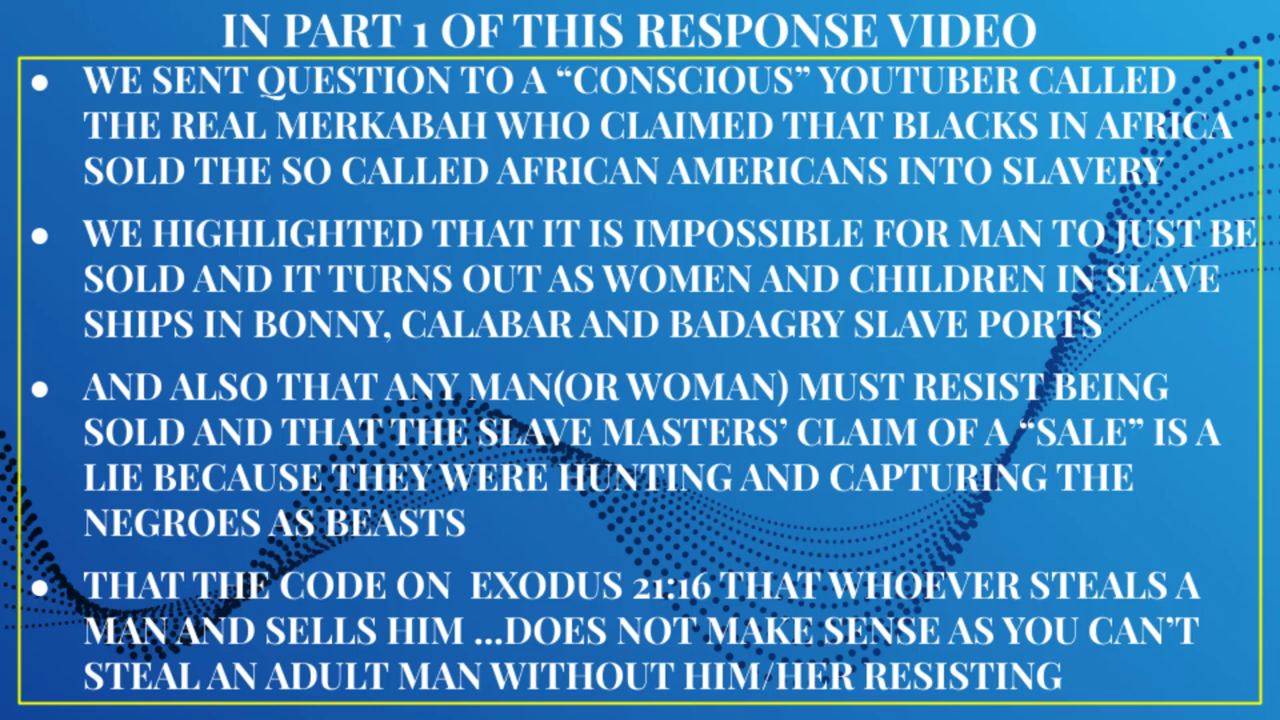 IN PART 1 OF THIS RESPONSE VIDEO
● WE SENT QUESTION TO A “CONSCIOUS” YOUTUBER CALLED
THE REAL MERKABAH WHO CLAIMED THAT BLACKS IN AFRICA
SOLD THE SO CALLED AFRICAN AMERICANS INTO SLAVERY
● WE HIGHLIGHTED THAT IT IS IMPOSSIBLE FOR MAN TO JUST BE
SOLD AND IT TURNS OUT AS WOMEN AND CHILDREN IN SLAVE
SHIPS IN BONNY, CALABAR AND BADAGRY SLAVE PORTS
● AND ALSO THAT ANY MAN(OR WOMAN) MUST RESIST BEING
SOLD AND THAT THE SLAVE MASTERS’ CLAIM OF A “SALE” IS A
LIE BECAUSE THEY WERE HUNTING AND CAPTURING THE
NEGROES AS BEASTS
● THAT THE CODE ON EXODUS 21:16 THAT WHOEVER STEALS A
MAN AND SELLS HIM ...DOES NOT MAKE SENSE AS YOU CAN’T
STEAL AN ADULT MAN WITHOUT HIM/HER RESISTING